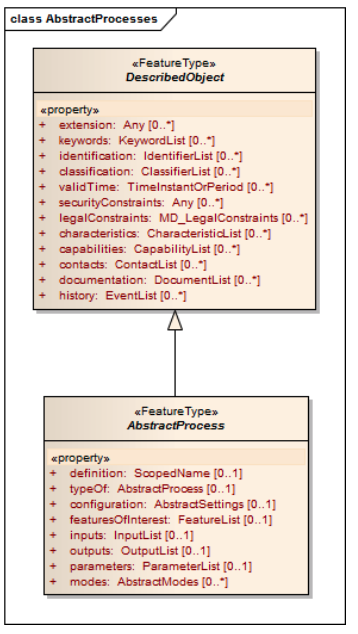 class AbstractProcesses
«FeatureType»
DescribedObject
«property»
+ extension: Any [0..*]
+ keywords: KeywordList [0..*]
+ identification: IdentifierList [0..*]
+ classification: ClassifierList [0..*]
+ validTime: TimeInstantOrPeriod [0..*]
+ securityConstraints: Any [0..*]
+ legalConstraints: MD_LegalConstraints [0..*]
+ characteristics: CharacteristicList [0..*]
+ capabilities: CapabilityList [0..*]
+ contacts: ContactList [0..*]
+ documentation: DocumentList [0..*]
+ history: EventList [0..*]
«FeatureType»
AbstractProcess
«property»
+ definition: ScopedName [0..1]
+ typeOf: AbstractProcess [0..1]
+ configuration: AbstractSettings [0..1]
+ featuresOfInterest: FeatureList [0..1]
+ inputs: InputList [0..1]
+ outputs: OutputList [0..1]
+ parameters: ParameterList [0..1]
+ modes: AbstractModes [0..*]